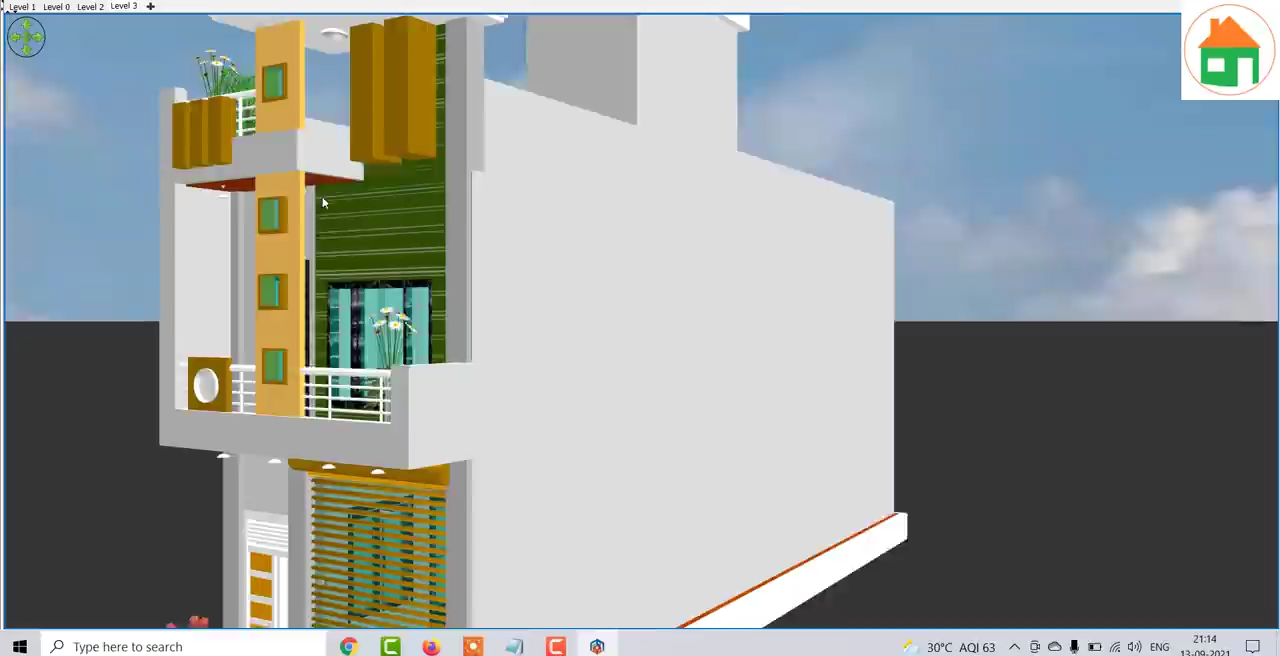 Level 1 Level 0 Level 2 Level 3
Type here to search
30°C AQI 63
ENG
21:14
13-09-2021